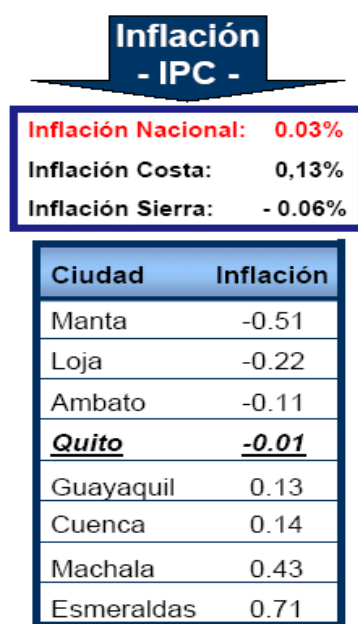 Inflación
- IPC -
Inflación Nacional: 0.03%
Inflación Costa: 0,13%
Inflación Sierra: - 0.06%
Ciudad Inflación
Manta -0.51
Loja -0.22
Ambato -0.11
Quito -0.01
Guayaquil 0.13
Cuenca 0.14
Machala 0.43
Esmeraldas 0.71